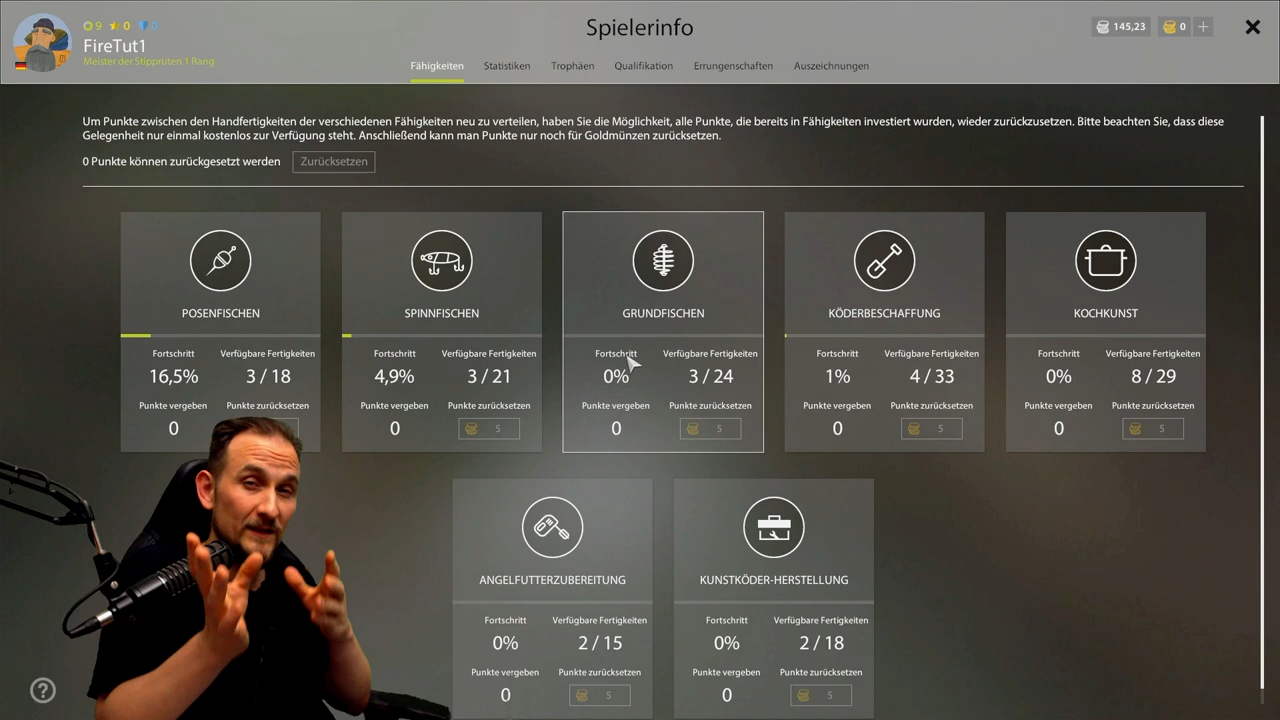 9 0 0
FireTut1
Meister der Stippruten 1 Rang
Spielerinfo
145,23
0
Fähigkeiten Statistiken Trophäen Qualifikation Errungenschaften Auszeichnungen
Um Punkte zwischen den Handfertigkeiten der verschiedenen Fähigkeiten neu zu verteilen, haben Sie die Möglichkeit, alle Punkte, die bereits in Fähigkeiten investiert wurden, wieder zurückzusetzen. Bitte beachten Sie, dass diese
Gelegenheit nur einmal kostenlos zur Verfügung steht. Anschließend kann man Punkte nur noch für Goldmünzen zurücksetzen.
0 Punkte können zurückgesetzt werden Zurücksetzen
POSENFISCHEN
Fortschritt Verfügbare Fertigkeiten
16,5% 3 / 18
Punkte vergeben Punkte zurücksetzen
0
SPINNFISCHEN
Fortschritt Verfügbare Fertigkeiten
4,9% 3 / 21
Punkte vergeben Punkte zurücksetzen
0 5
GRUNDFISCHEN
Fortschritt Verfügbare Fertigkeiten
0% 3 / 24
Punkte vergeben Punkte zurücksetzen
0 5
KÖDERBESCHAFFUNG
Fortschritt Verfügbare Fertigkeiten
1% 4 / 33
Punkte vergeben Punkte zurücksetzen
0 5
KOCHKUNST
Fortschritt Verfügbare Fertigkeiten
0% 8 / 29
Punkte vergeben Punkte zurücksetzen
0 5
ANGELFUTTERZUBEREITUNG
Fortschritt Verfügbare Fertigkeiten
0% 2 / 15
Punkte vergeben Punkte zurücksetzen
0 5
KUNSTKÖDER-HERSTELLUNG
Fortschritt Verfügbare Fertigkeiten
0% 2 / 18
Punkte vergeben Punkte zurücksetzen
0 5
?